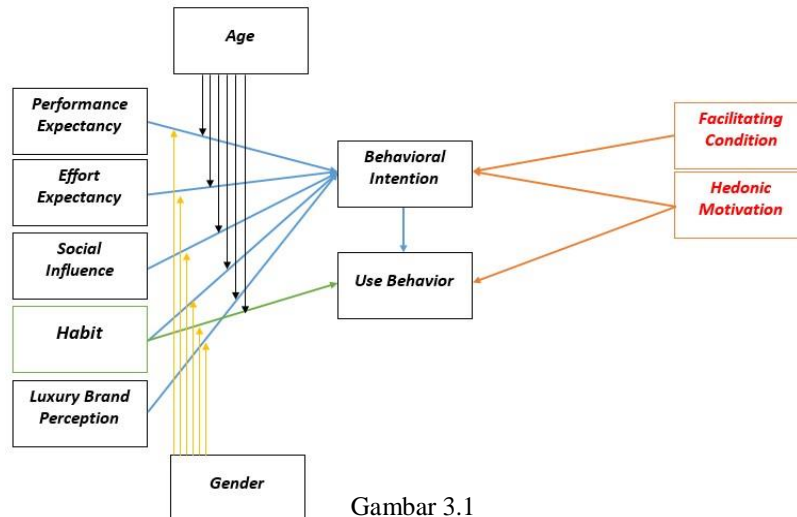 Age
Performance
Expectancy
Effort
Expectancy
Social
Influence
Habit
Luxury Brand
Perception
Gender
Behavioral
Intention
Use Behavior
Facilitating
Condition
Hedonic
Motivation
Gambar 3.1